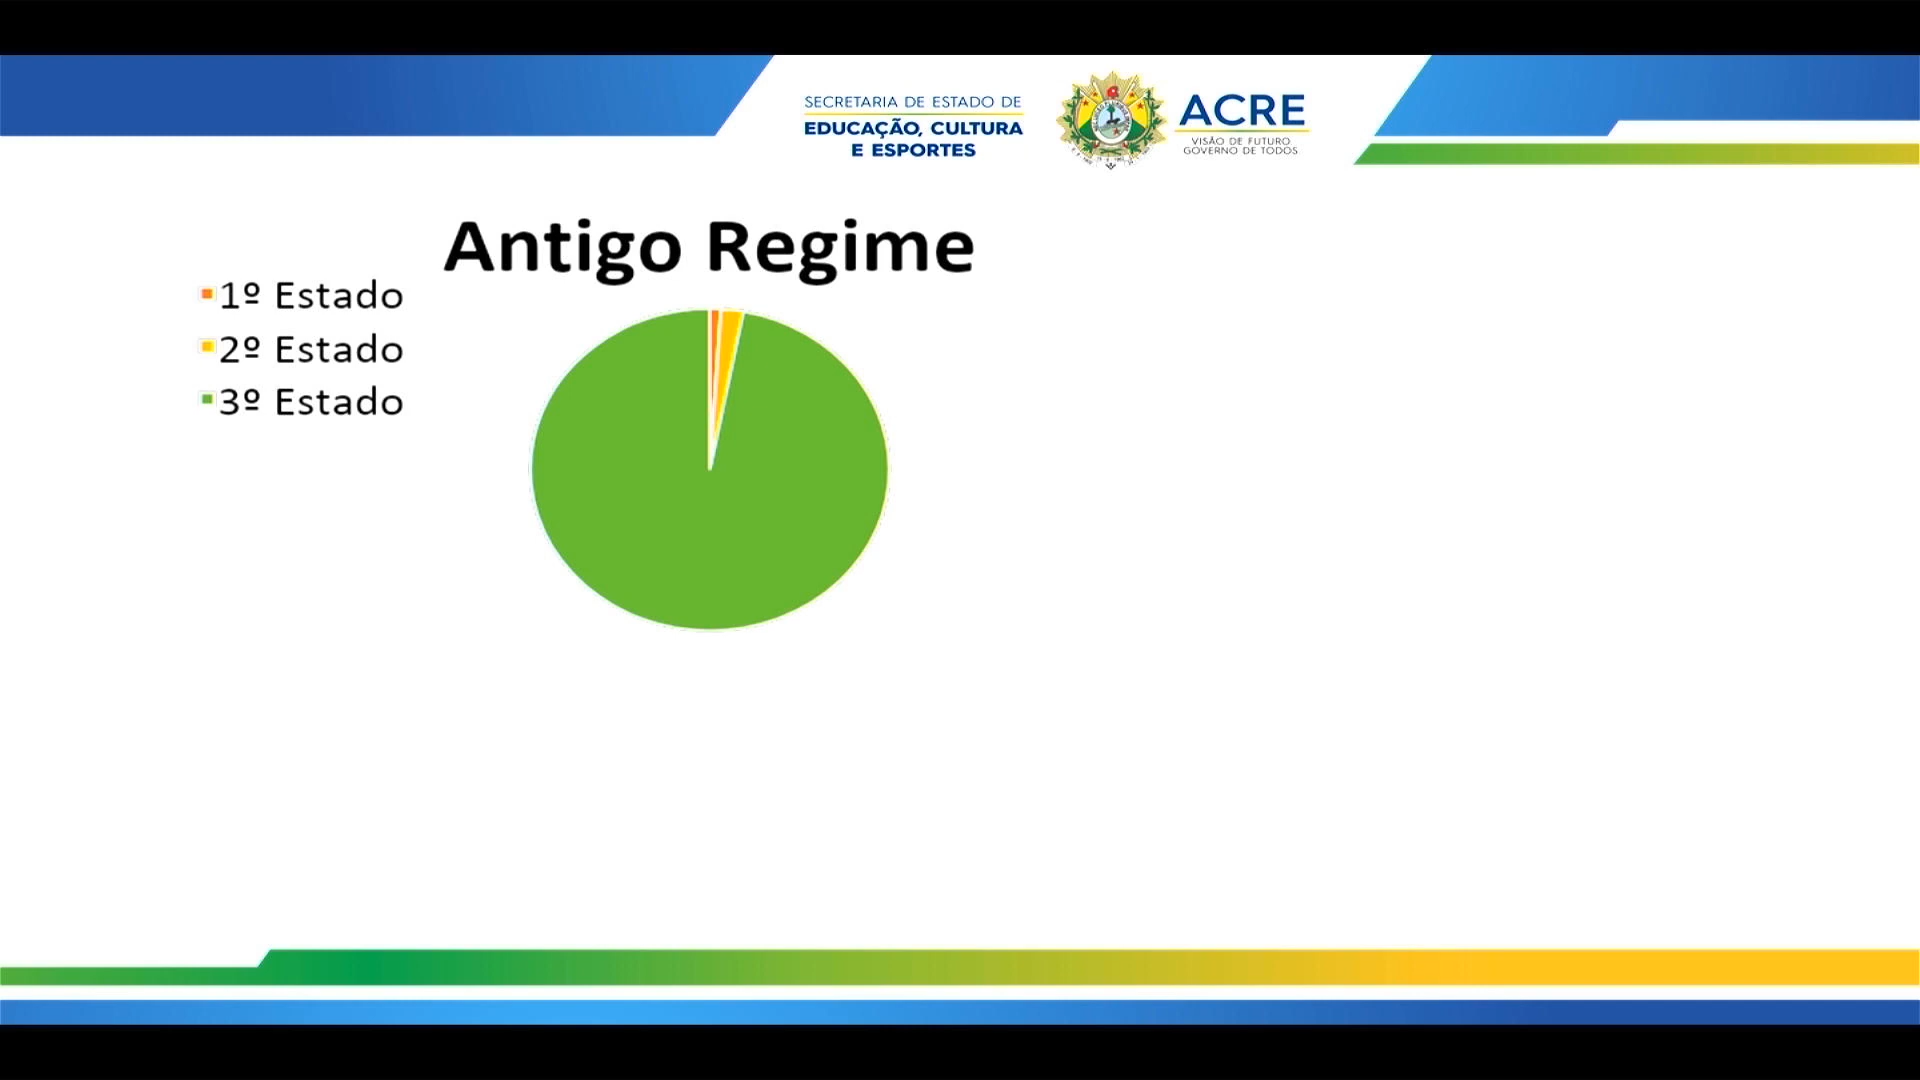 SECRETARIA DE ESTADO DE
EDUCAÇÃO, CULTURA
E ESPORTES
ACRE
VISÃO DE FUTURO
GOVERNO DE TODOS
Antigo Regime
1º Estado
2º Estado
3º Estado